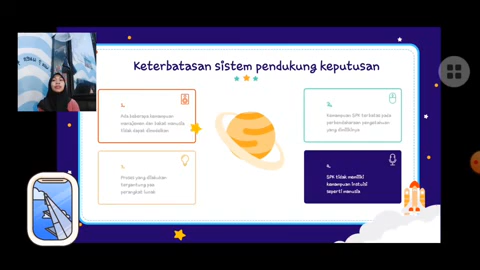 Keterbatasan sistem pendukung keputusan
Ada beberapa kemampuan
manajemen dan bakat manusia
tidak dapat dimodelkan
Kemampuan SPK terbatas pada
perbendaharaan pengetahuan
yang dimilikinya
Proses yang dilakukan
tergantung pada
perangkat lunak
SPK tidak memiliki
kemampuan intuisi
seperti manusia